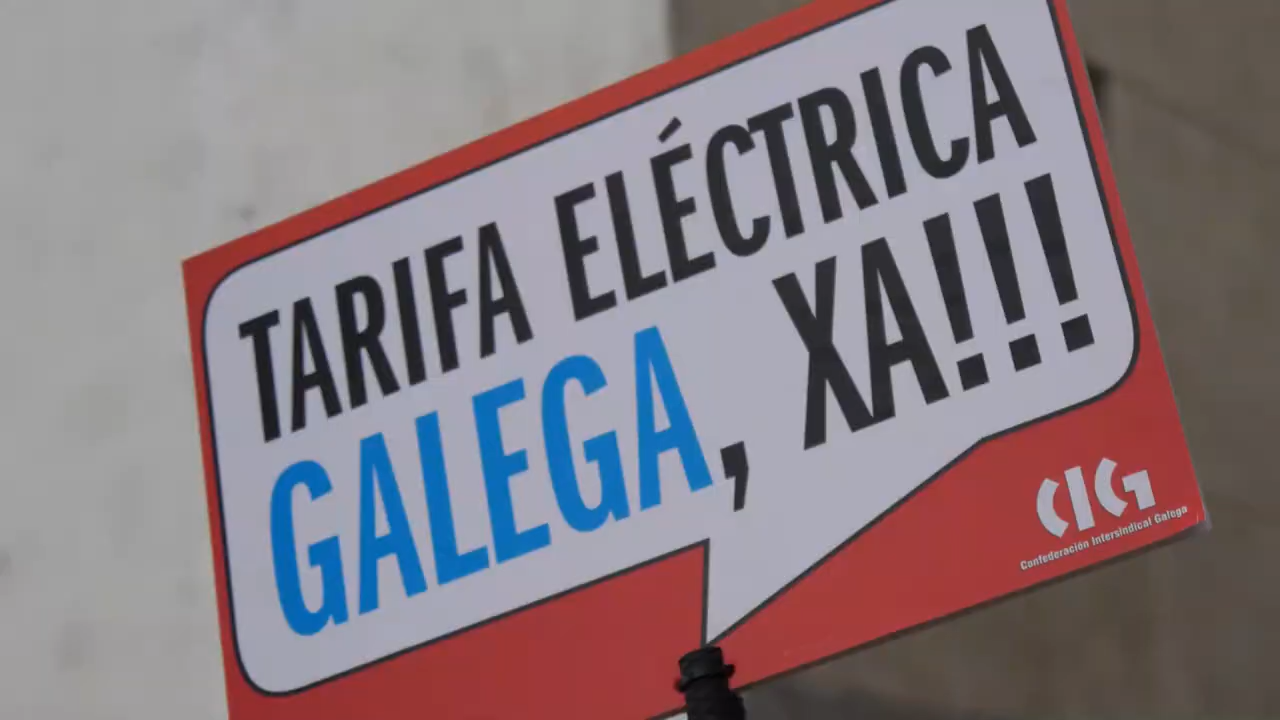 TARIFA ELÉCTRICA
GALEGA, XA!!!
CIG
Confederación Intersindical Galega